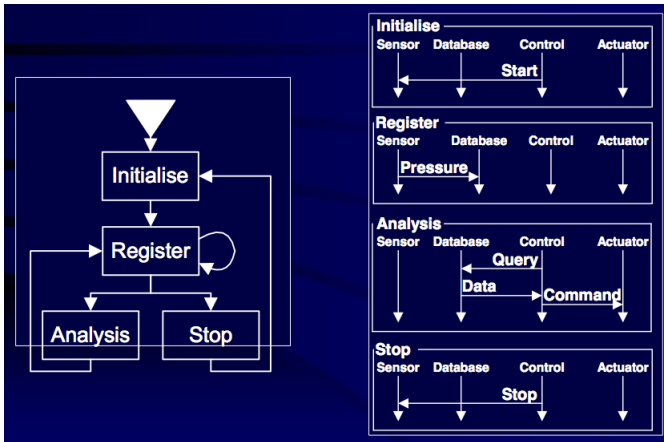 Initialise
Register
Analysis Stop
Initialise
Sensor Database Control Actuator
Start
Register
Sensor Database Control Actuator
Pressure
Analysis
Sensor Database Control Actuator
Query
Data
Command
Stop
Sensor Database Control Actuator
Stop